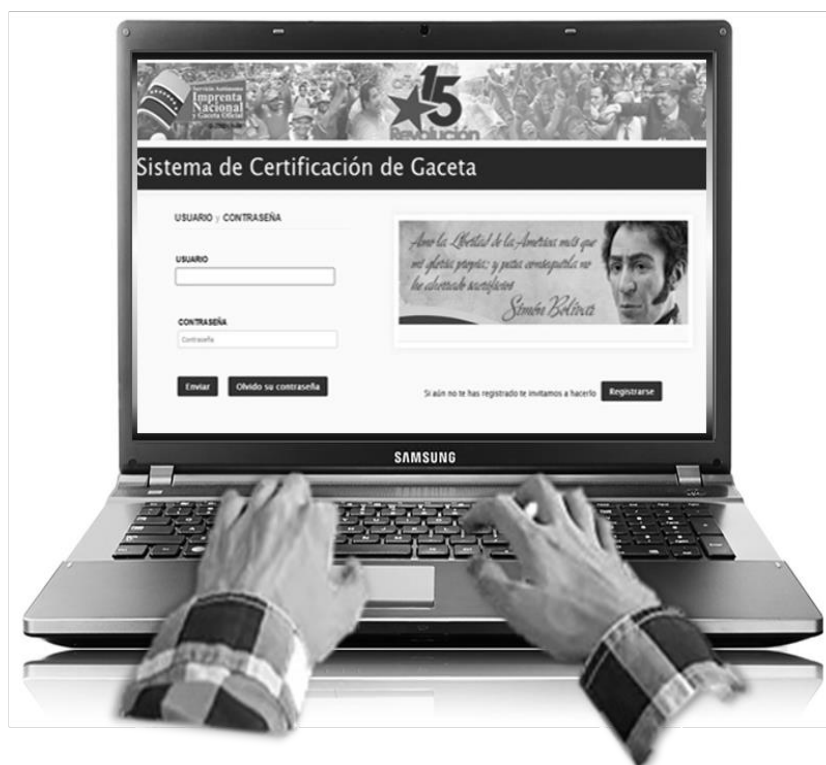 Servicio Autónomo
Imprenta
Nacional
y Gaceta Oficial
15
Revolución
Sistema de Certificación de Gaceta
USUARIO y CONTRASEÑA
USUARIO
CONTRASEÑA
Contraseña
Enviar
Olvido su contraseña
Amo la Libertad de la América más que
mi gloria propia; y para conseguirla no
he ahorrado sacrificios
Simón Bolívar
Si aún no te has registrado te invitamos a hacerlo
Registrarse
SAMSUNG